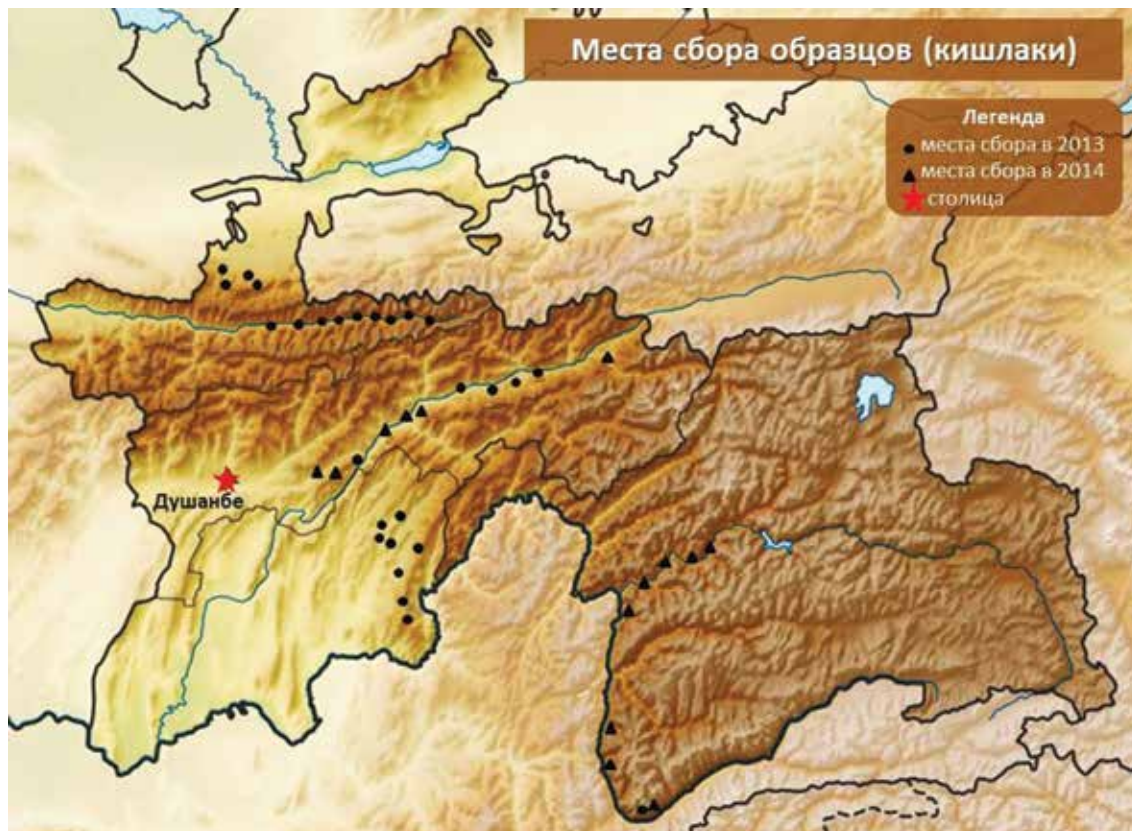 Места сбора образцов (кишлаки)
Легенда
места сбора в 2013
места сбора в 2014
столица
Душанбе